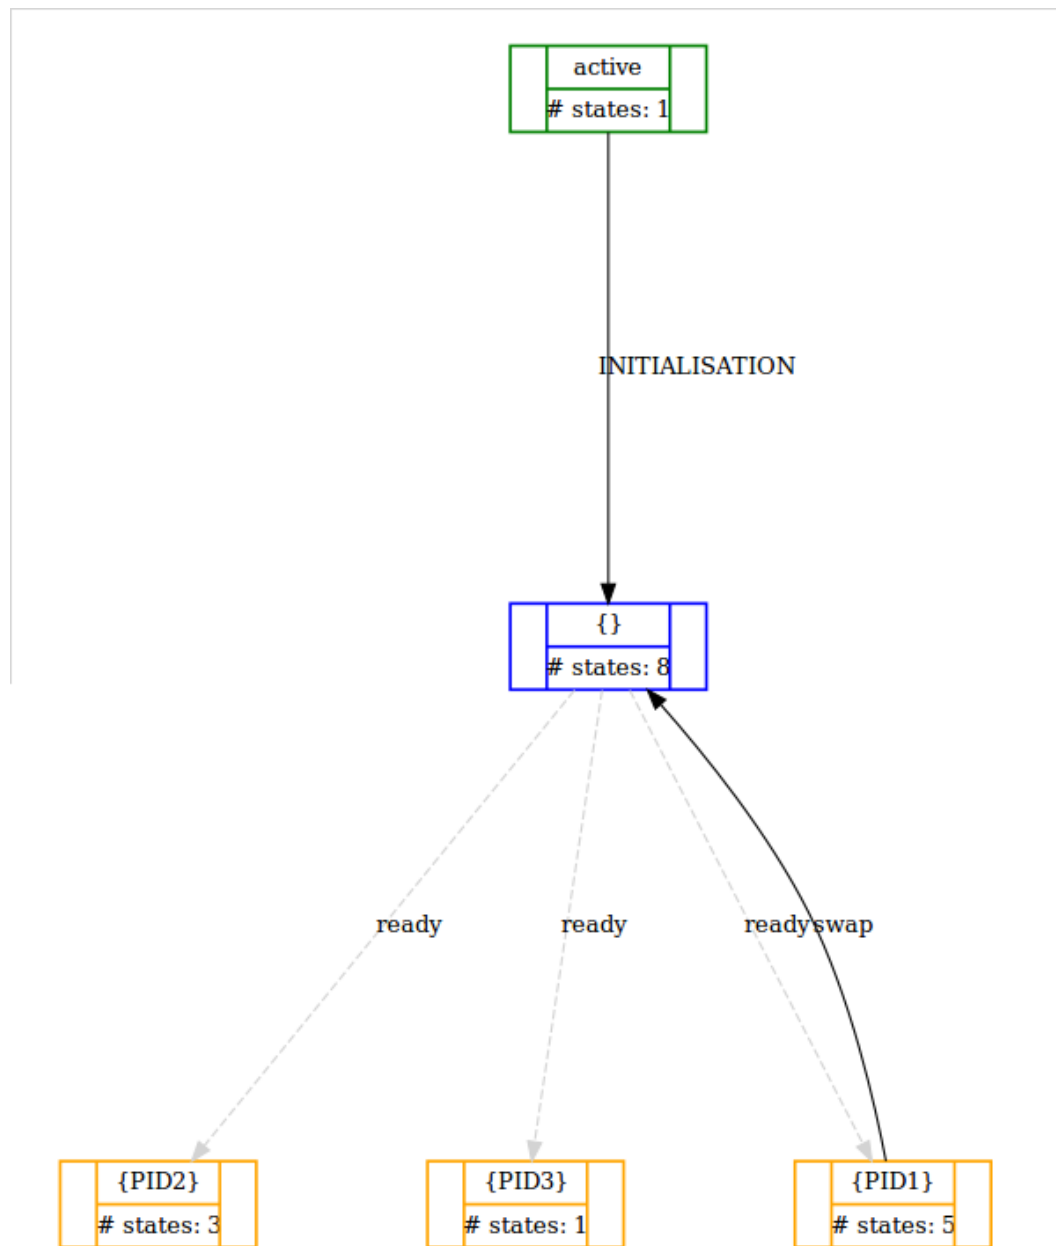 active
# states: 1
INITIALISATION
{}
# states: 8
ready
ready
ready
swap
{PID2}
{PID3}
{PID1}
# states: 3
# states: 1
# states: 5